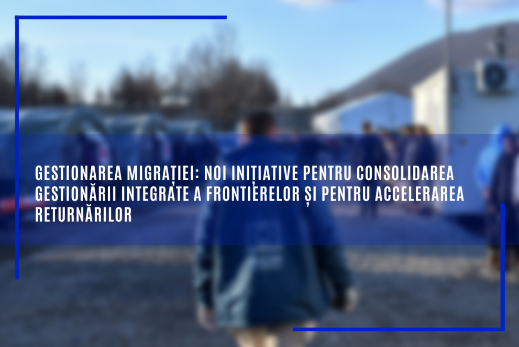 GESTIONAREA MIGRAȚIEI: NOI INIȚIATIVE PENTRU CONSOLIDAREA
GESTIONĂRII INTEGRATE A FRONTIERELOR ȘI PENTRU ACCELERAREA
RETURNĂRILOR